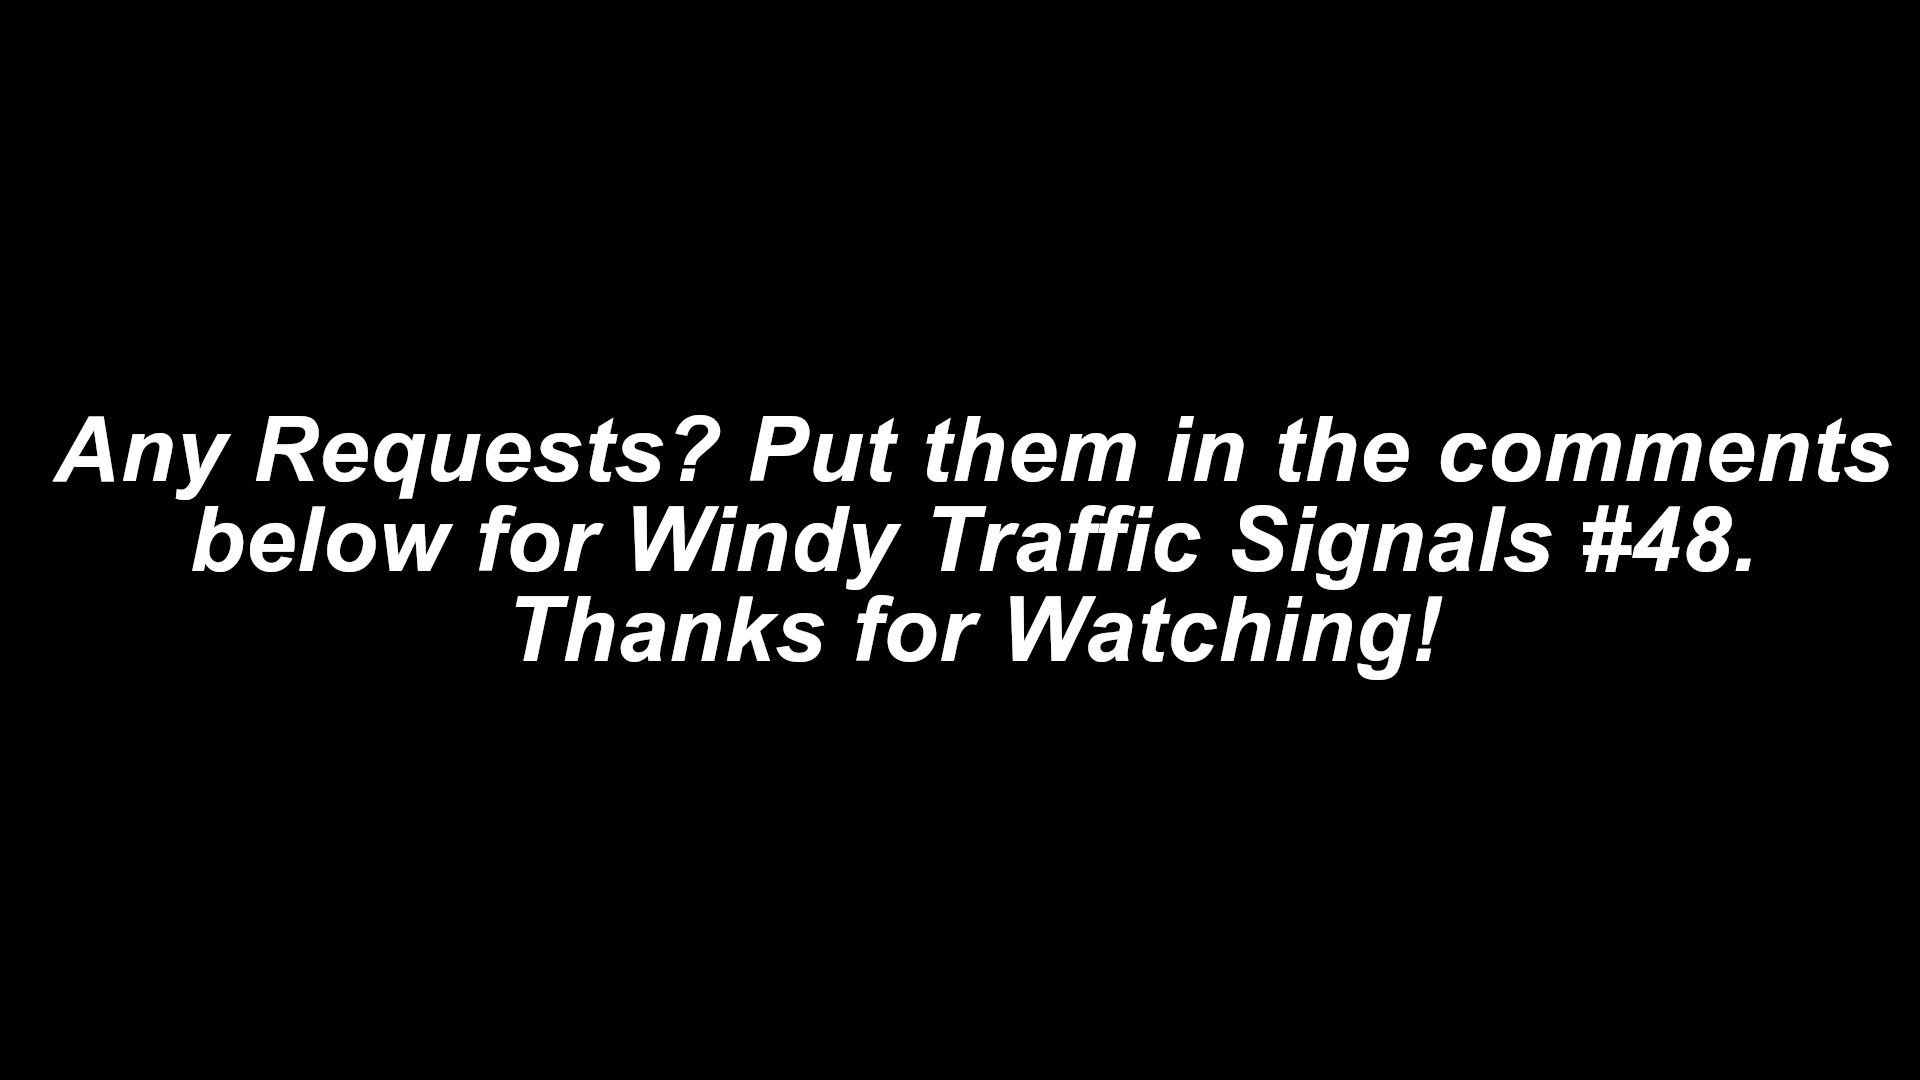 Any Requests? Put them in the comments
below for Windy Traffic Signals #48.
Thanks for Watching!